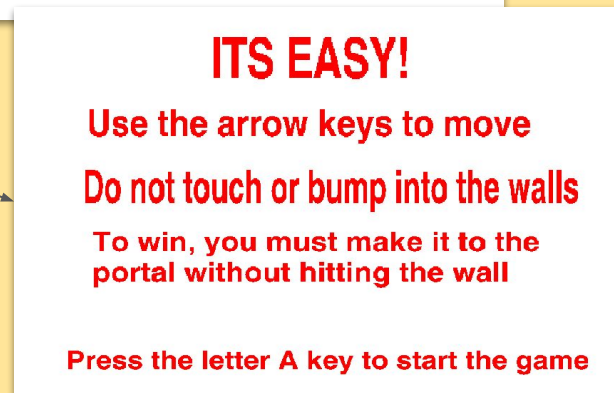 ITS EASY!
Use the arrow keys to move
Do not touch or bump into the walls
To win, you must make it to the
portal without hitting the wall
Press the letter A key to start the game